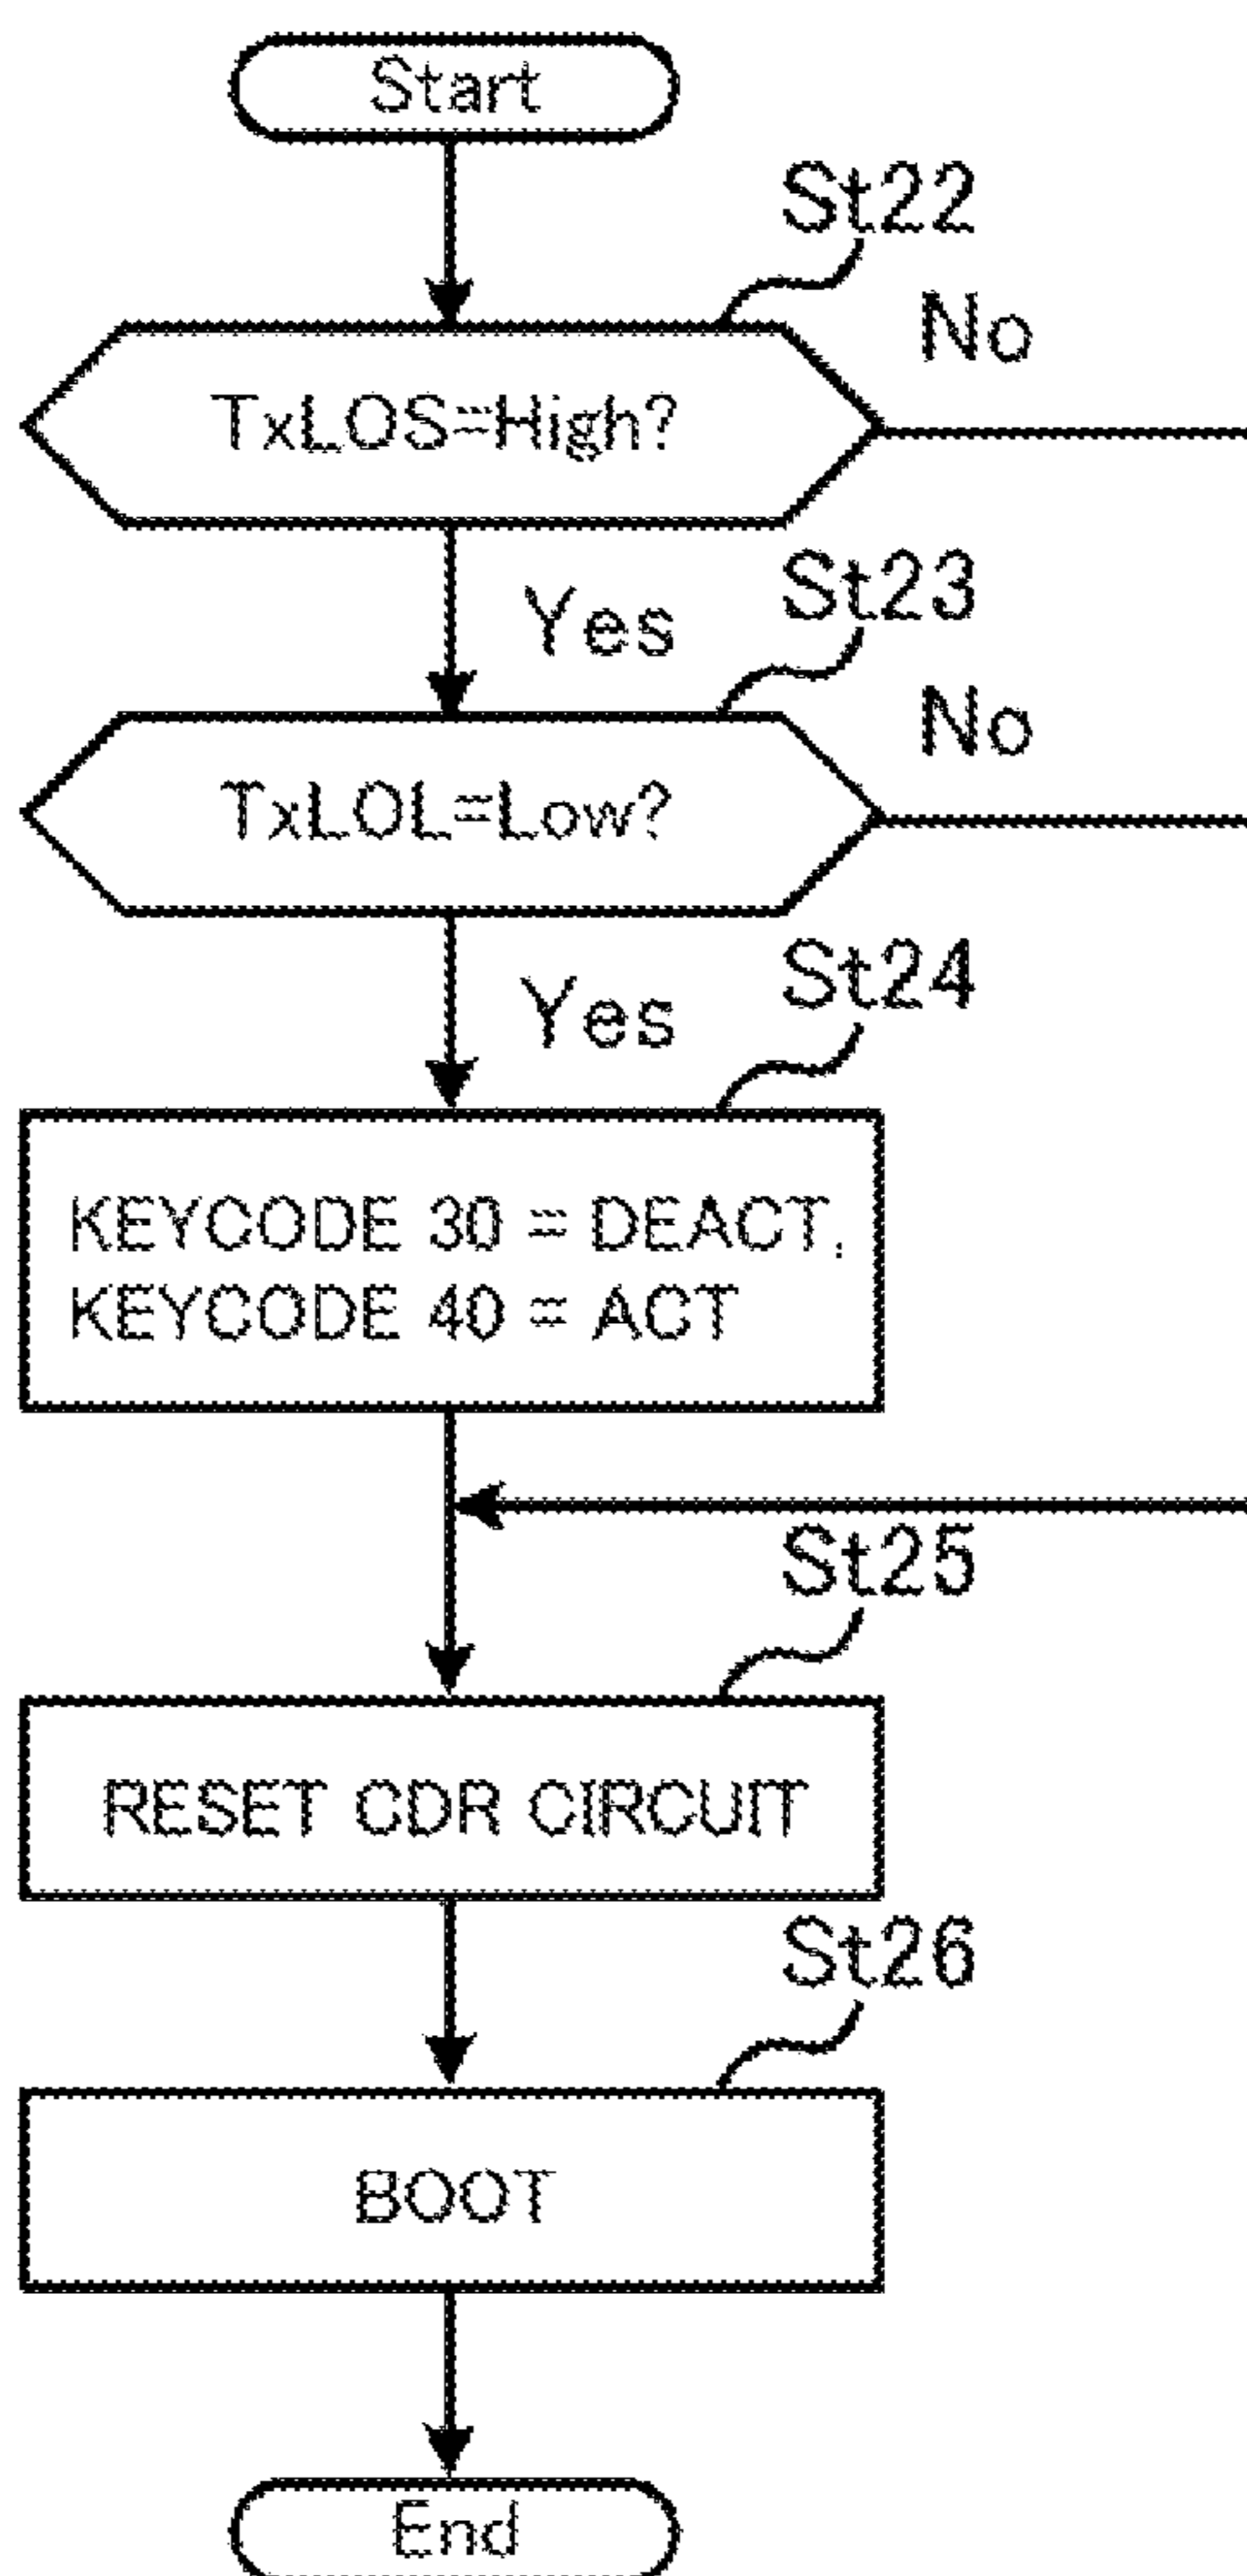 Start
St22
TxLOS=High?
No
Yes
St23
TxLOL=Low?
No
Yes
St24
KEYCODE 30 = DEACT,
KEYCODE 40 = ACT
St25
RESET CDR CIRCUIT
St26
BOOT
End